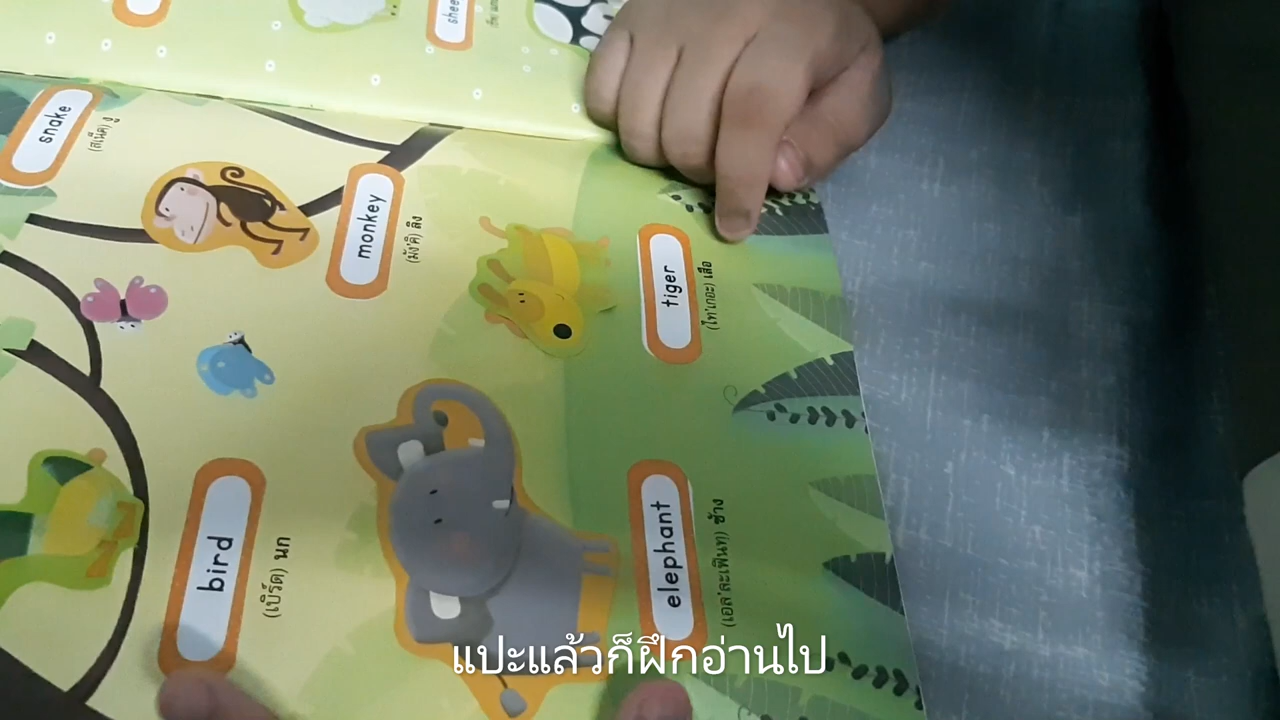 shee
snake
(สเน็ค) งู
monkey
(มัง'คิ) ลิง
tiger
(ไท'เกอะ) เสือ
bird
(เบิร์ด) นก
elephant
(เอล'ละเฟินท) ช้าง
แปะแล้วก็ฝึกอ่านไป